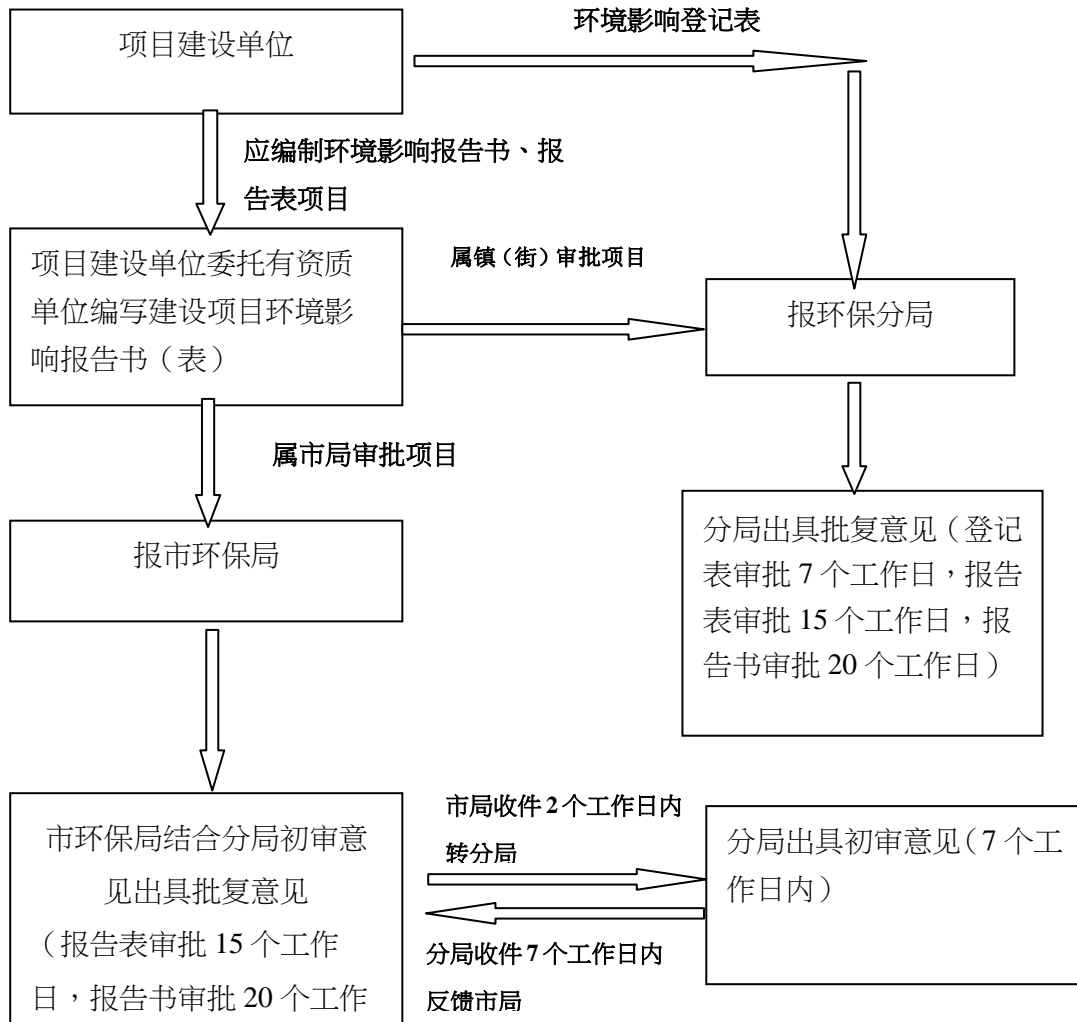 项目建设单位
环境影响登记表
应编制环境影响报告书、报
告表项目
项目建设单位委托有资质
单位编写建设项目环境影
响报告书（表）
属镇（街）审批项目
报环保分局
属市局审批项目
报市环保局
分局出具批复意见（登记
表审批 7 个工作日，报告
表审批 15 个工作日，报
告书审批 20 个工作日）
市环保局结合分局初审意
见出具批复意见
（报告表审批 15 个工作
日，报告书审批 20 个工作
市局收件 2 个工作日内
转分局
分局收件 7 个工作日内
反馈市局
分局出具初审意见（7 个工
作日内）